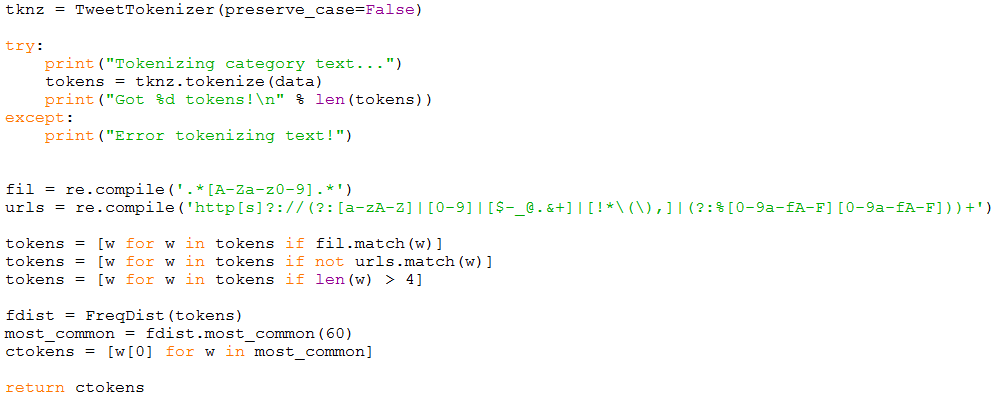 tknz = TweetTokenizer(preserve_case=False)
try:
    print("Tokenizing category text...")
    tokens = tknz.tokenize(data)
    print("Got %d tokens!\n" % len(tokens))
except:
    print("Error tokenizing text!")
fil = re.compile('.*[A-Za-z0-9].*')
urls = re.compile('http[s]?://(?:[a-zA-Z]|[0-9]|[$-_@.&+]|[!*\(\),]|(?:%[0-9a-fA-F][0-9a-fA-F]))+')
tokens = [w for w in tokens if fil.match(w)]
tokens = [w for w in tokens if not urls.match(w)]
tokens = [w for w in tokens if len(w) > 4]
fdist = FreqDist(tokens)
most_common = fdist.most_common(60)
ctokens = [w[0] for w in most_common]
return ctokens